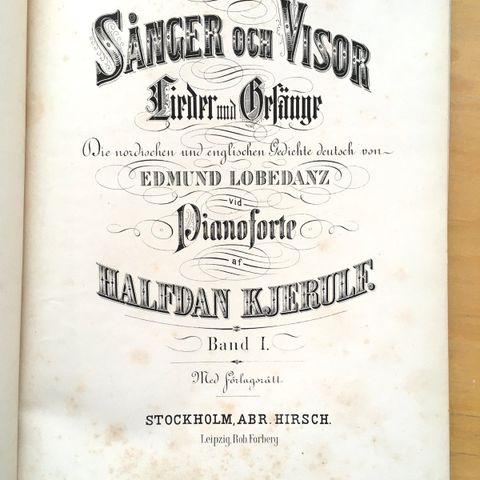 SÅNGER OCH VISOR
Lieder und Gesänge
Die nordischen und englischen Gedichte deutsch von
EDMUND LOBEDANZ
vid
Pianoforte
af
HALFDAN KJERULF.
Band I.
Med förlagsrätt.
STOCKHOLM, ABR. HIRSCH.
Leipzig, Rob. Forberg